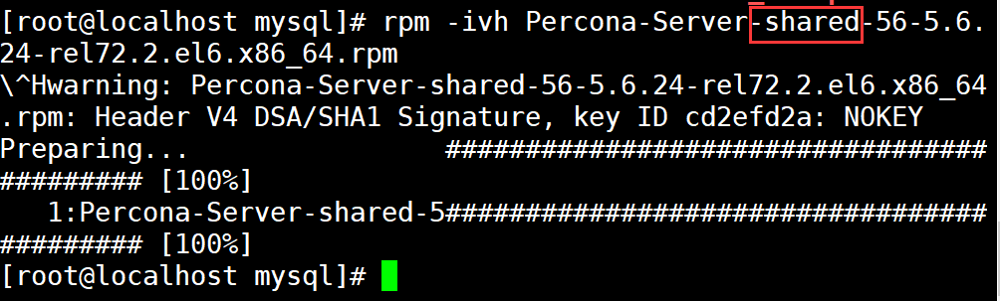 [root@localhost mysql]# rpm -ivh Percona-Server-shared-56-5.6.
24-rel72.2.el6.x86_64.rpm
\^Hwarning: Percona-Server-shared-56-5.6.24-rel72.2.el6.x86_64
.rpm: Header V4 DSA/SHA1 Signature, key ID cd2efd2a: NOKEY
Preparing...                ##################################
######### [100%]
   1:Percona-Server-shared-5##################################
######### [100%]
[root@localhost mysql]#